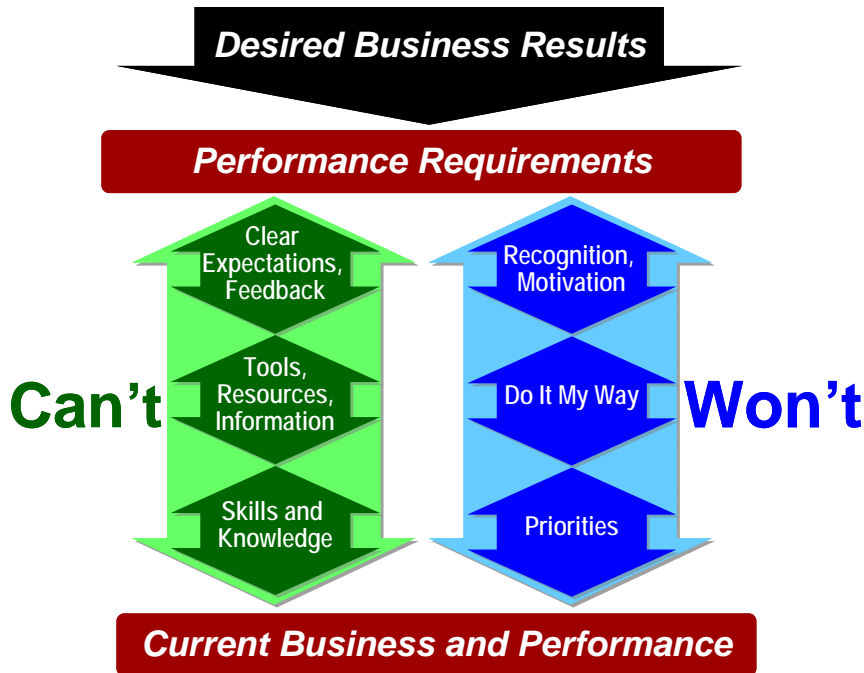 Desired Business Results
Performance Requirements
Can't
Clear
Expectations,
Feedback
Tools,
Resources,
Information
Skills and
Knowledge
Recognition,
Motivation
Do It My Way
Priorities
Won't
Current Business and Performance